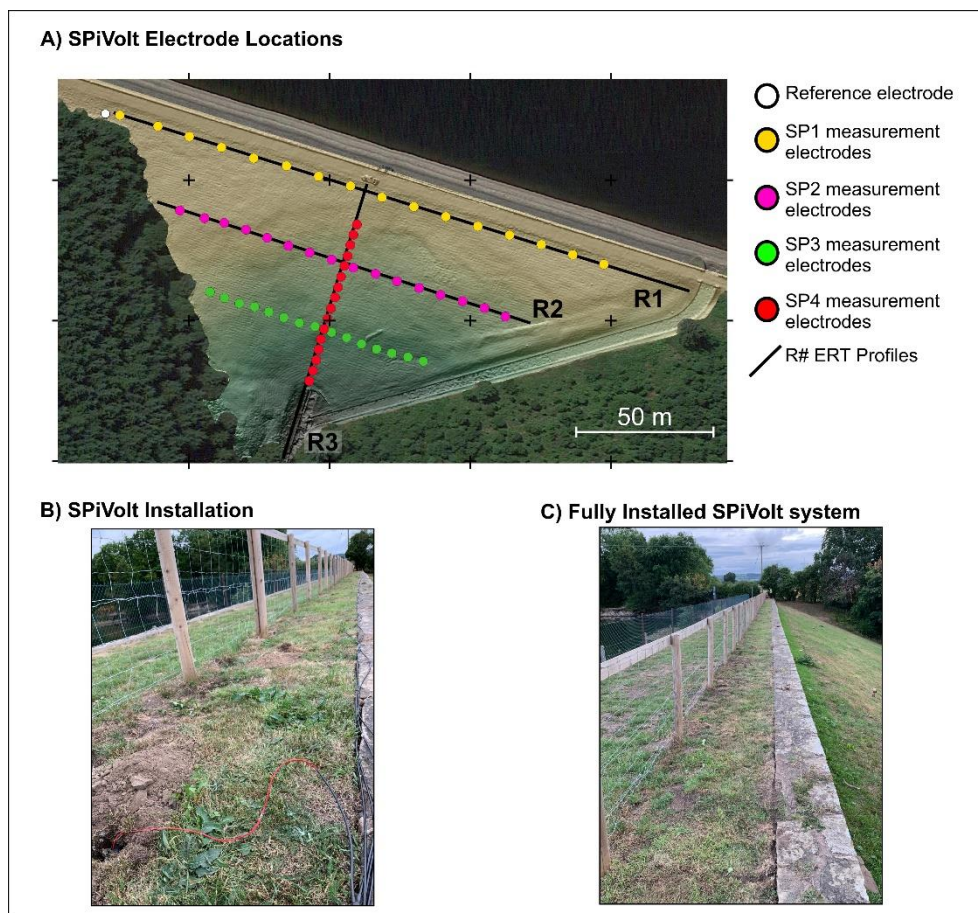 A) SPiVolt Electrode Locations
Reference electrode
SP1 measurement
electrodes
SP2 measurement
electrodes
SP3 measurement
electrodes
SP4 measurement
electrodes
R# ERT Profiles
R1
R2
R3
50 m
B) SPiVolt Installation
C) Fully Installed SPiVolt system